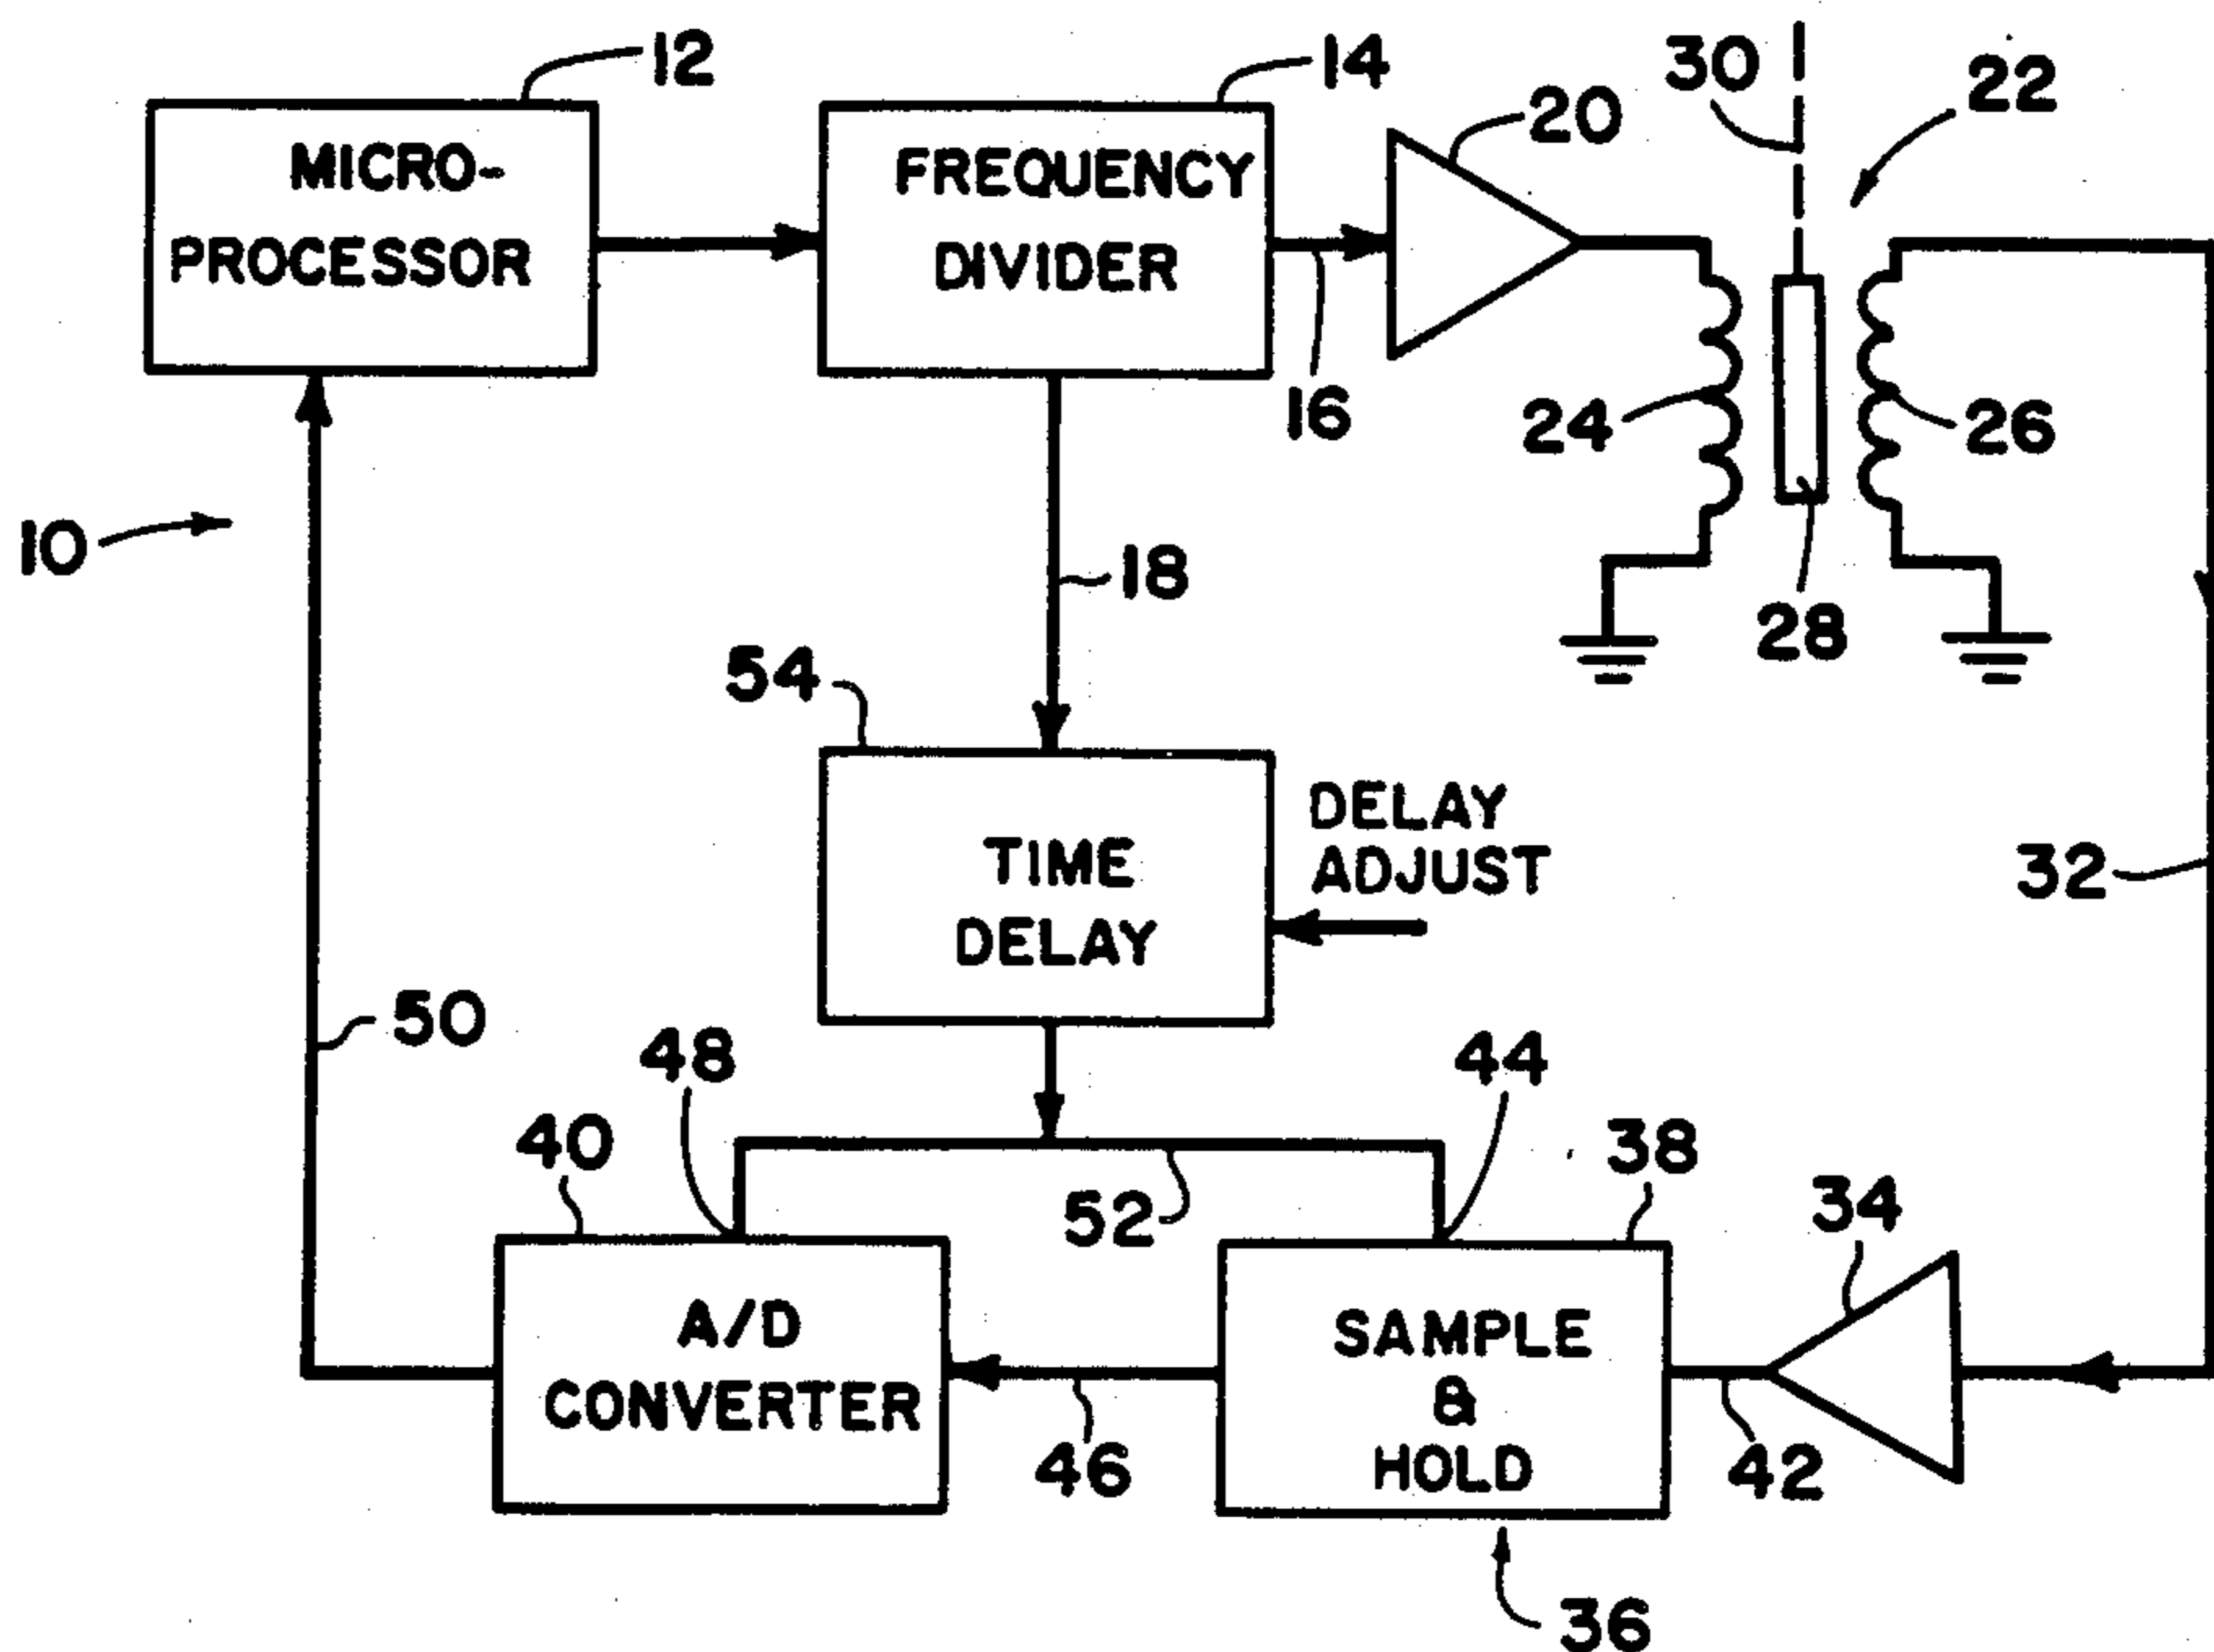 12
14
30
22
20
MICRO-
PROCESSOR
FREQUENCY
DIVIDER
16
24
26
10
18
28
54
DELAY
ADJUST
TIME
DELAY
32
50
48
44
40
38
52
34
A/D
CONVERTER
SAMPLE
&
HOLD
46
42
36